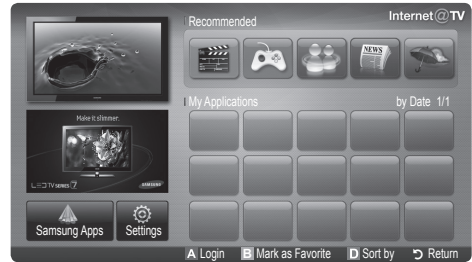 Internet@TV
Recommended
NEWS
My Applications by Date 1/1
Make it slimmer.
LED TV SERIES 7 SAMSUNG
Samsung Apps Settings
A Login B Mark as Favorite D Sort by Return